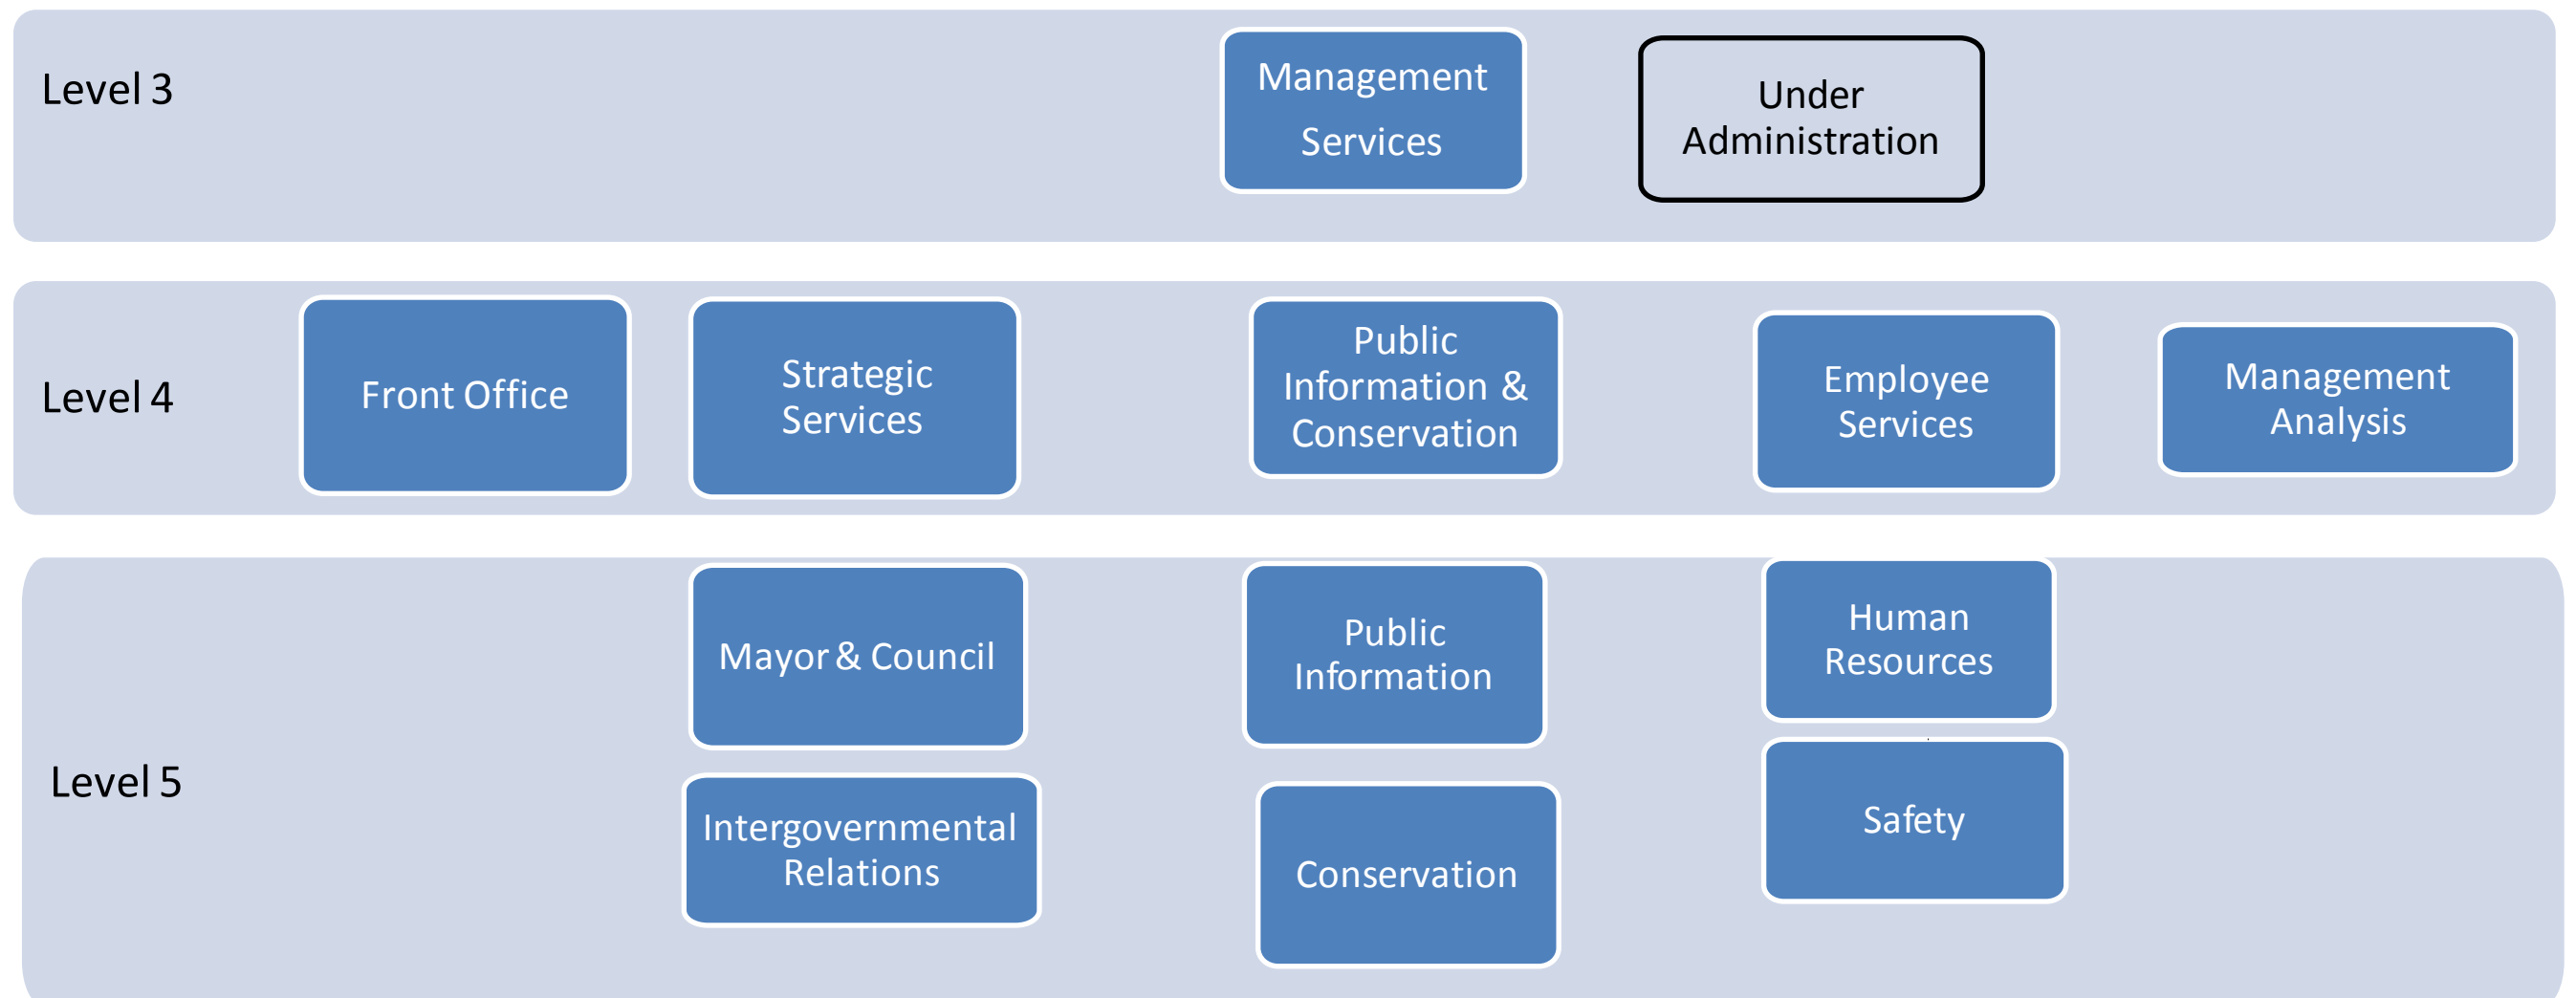 Level 3
Management
Services
Under
Administration
Level 4
Front Office
Strategic
Services
Public
Information &
Conservation
Employee
Services
Management
Analysis
Level 5
Mayor & Council
Public
Information
Human
Resources
Intergovernmental
Relations
Conservation
Safety